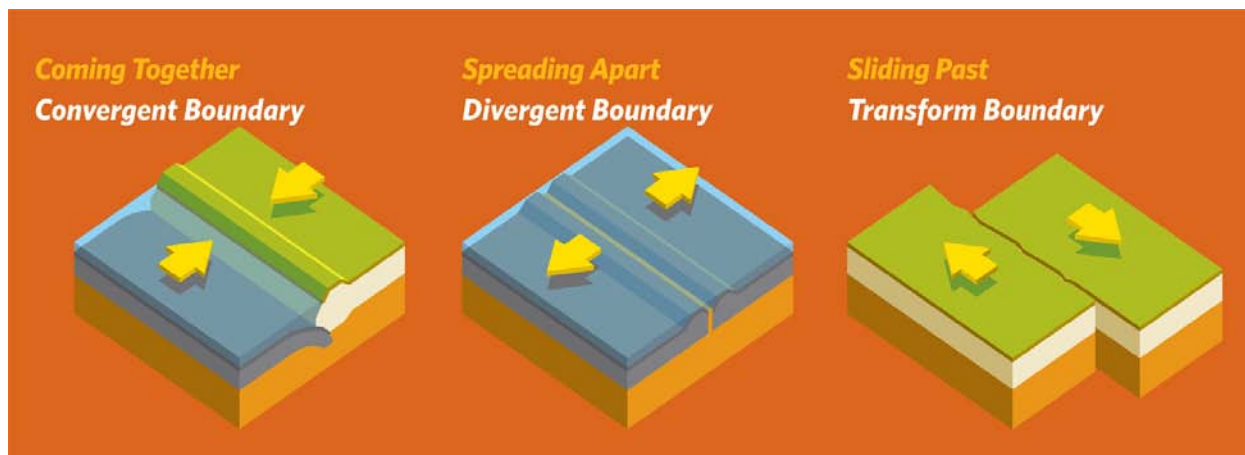 Coming Together
Convergent Boundary
Spreading Apart
Divergent Boundary
Sliding Past
Transform Boundary